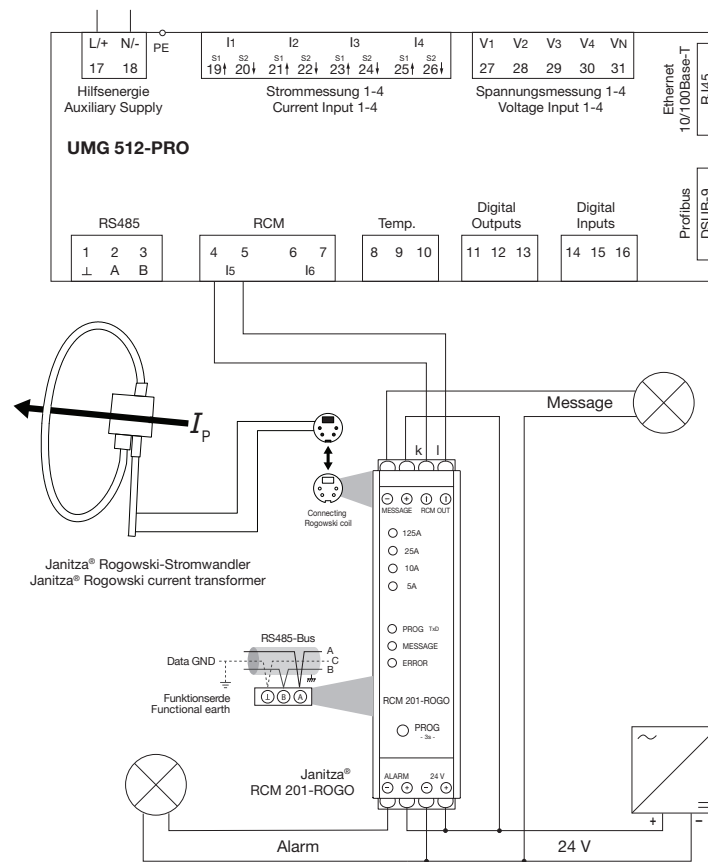 L/+ N/- PE
17 18
Hilfsenergie
Auxiliary Supply
I1 I2 I3 I4
S1 S2 S1 S2 S1 S2 S1 S2
19 20 21 22 23 24 25 26
Strommessung 1-4
Current Input 1-4
V1 V2 V3 V4 VN
27 28 29 30 31
Spannungsmessung 1-4
Voltage Input 1-4
Ethernet
10/100Base-T
RJ45
UMG 512-PRO
Profibus
DSUB-9
RS485
1 2 3
⊥ A B
RCM
4 5 6 7
I5 I6
Temp.
8 9 10
Digital
Outputs
11 12 13
Digital
Inputs
14 15 16
IP
Message
k l
Connecting
Rogowski coil
- + I I
MESSAGE RCM OUT
125A
25A
10A
5A
PROG TxD
MESSAGE
ERROR
RCM 201-ROGO
PROG
- 3s -
ALARM 24 V
- + - +
Janitza® Rogowski-Stromwandler
Janitza® Rogowski current transformer
RS485-Bus
A
C
B
Data GND
⊥ B A
Funktionserde
Functional earth
Janitza®
RCM 201-ROGO
+ -
Alarm
24 V